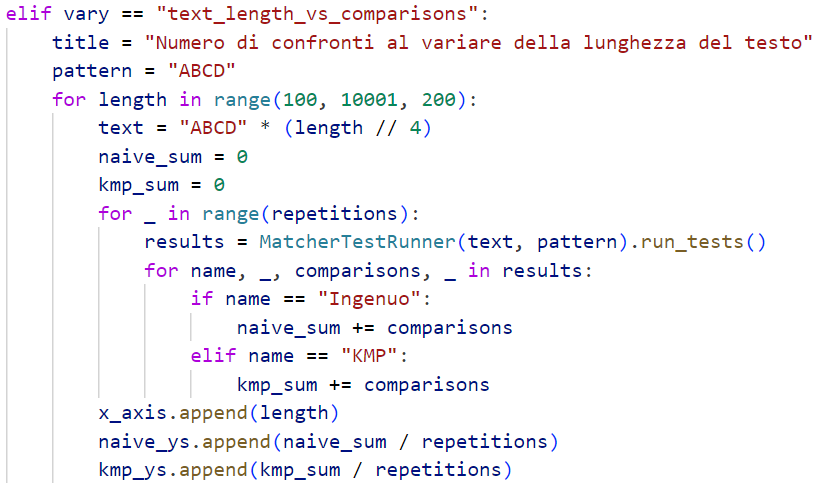 elif vary == "text_length_vs_comparisons":
    title = "Numero di confronti al variare della lunghezza del testo"
    pattern = "ABCD"
    for length in range(100, 10001, 200):
        text = "ABCD" * (length // 4)
        naive_sum = 0
        kmp_sum = 0
        for _ in range(repetitions):
            results = MatcherTestRunner(text, pattern).run_tests()
            for name, _, comparisons, _ in results:
                if name == "Ingenuo":
                    naive_sum += comparisons
                elif name == "KMP":
                    kmp_sum += comparisons
        x_axis.append(length)
        naive_ys.append(naive_sum / repetitions)
        kmp_ys.append(kmp_sum / repetitions)